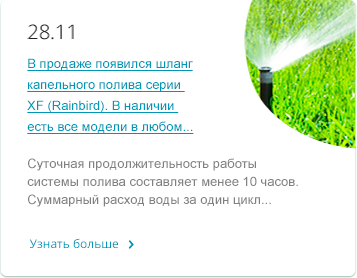 28.11
В продаже появился шланг
капельного полива серии
XF (Rainbird). В наличии
есть все модели в любом...
Суточная продолжительность работы
системы полива составляет менее 10 часов.
Суммарный расход воды за один цикл...
Узнать больше >